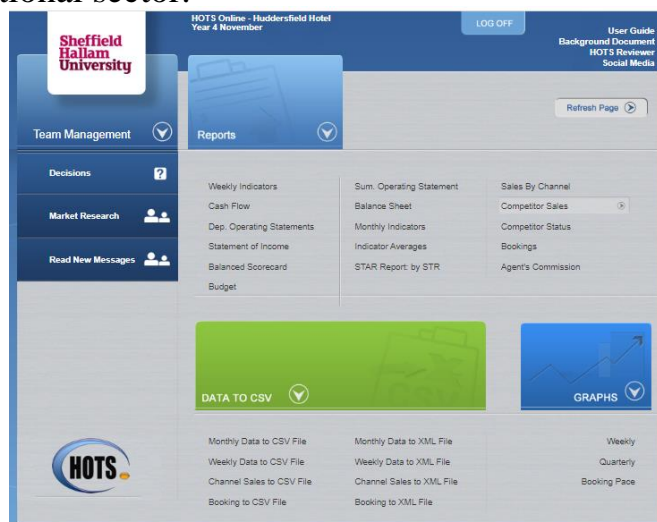 tional sector.
HOTS Online - Huddersfield Hotel
Year 4 November
LOG OFF
User Guide
Background Document
HOTS Reviewer
Social Media
Sheffield
Hallam
University
Refresh Page
Team Management
Reports
Decisions
?
Market Research
Read New Messages
Weekly Indicators
Cash Flow
Dep. Operating Statements
Statement of Income
Balanced Scorecard
Budget
Sum. Operating Statement
Balance Sheet
Monthly Indicators
Indicator Averages
STAR Report: by STR
Sales By Channel
Competitor Sales
Competitor Status
Bookings
Agent's Commission
DATA TO CSV
CSV
GRAPHS
Monthly Data to CSV File
Weekly Data to CSV File
Channel Sales to CSV File
Booking to CSV File
Monthly Data to XML File
Weekly Data to XML File
Channel Sales to XML File
Booking to XML File
Weekly
Quarterly
Booking Pace
HOTS.